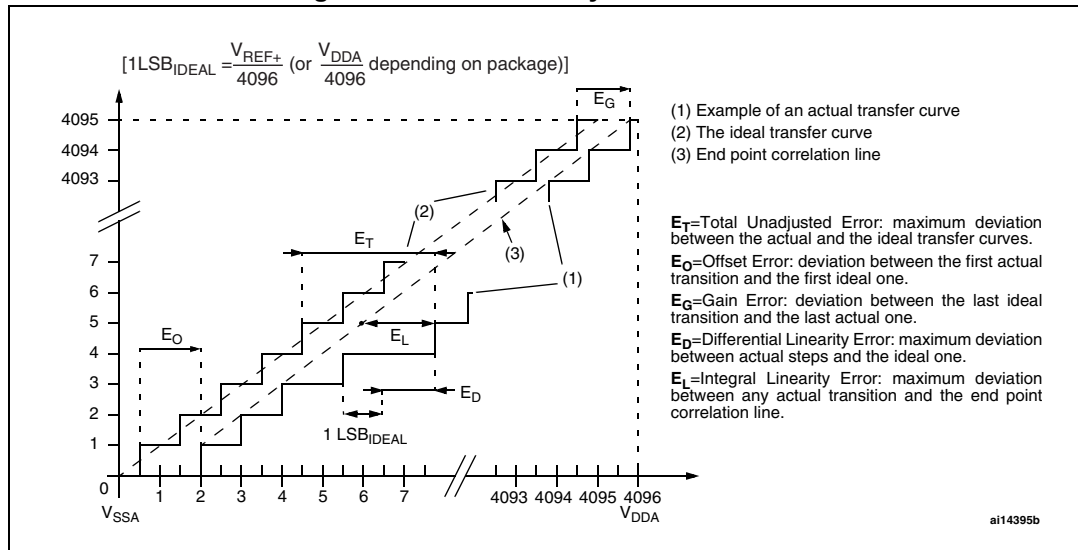 [1LSB_IDEAL = V_REF+ / 4096 (or V_DDA / 4096 depending on package)]
E_G
4095
4094
4093
(1) Example of an actual transfer curve
(2) The ideal transfer curve
(3) End point correlation line
(2)
E_T
(3)
(1)
7
6
5
4
3
2
1
0
E_O
E_L
E_D
1 LSB_IDEAL
E_T=Total Unadjusted Error: maximum deviation
between the actual and the ideal transfer curves.
E_O=Offset Error: deviation between the first actual
transition and the first ideal one.
E_G=Gain Error: deviation between the last ideal
transition and the last actual one.
E_D=Differential Linearity Error: maximum deviation
between actual steps and the ideal one.
E_L=Integral Linearity Error: maximum deviation
between any actual transition and the end point
correlation line.
1 2 3 4 5 6 7 4093 4094 4095 4096
V_SSA V_DDA
ai14395b